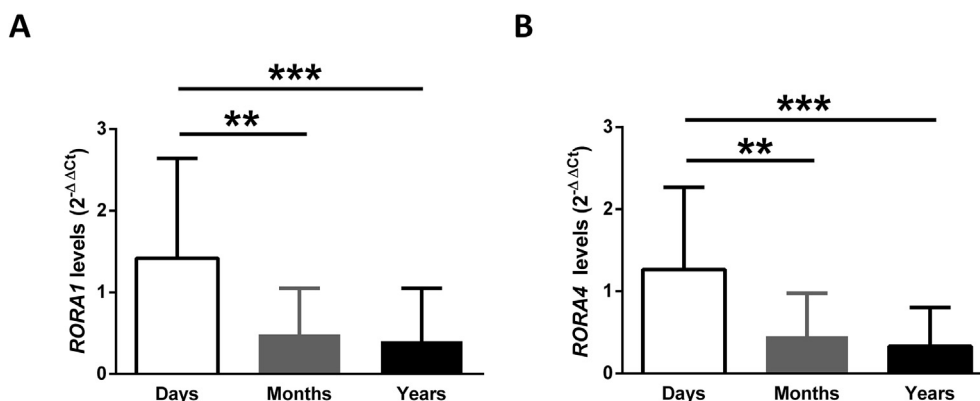 A
***
**
3
2
1
0
RORA1 levels (2-ΔΔCt)
Days Months Years
B
***
**
3
2
1
0
RORA4 levels (2-ΔΔCt)
Days Months Years